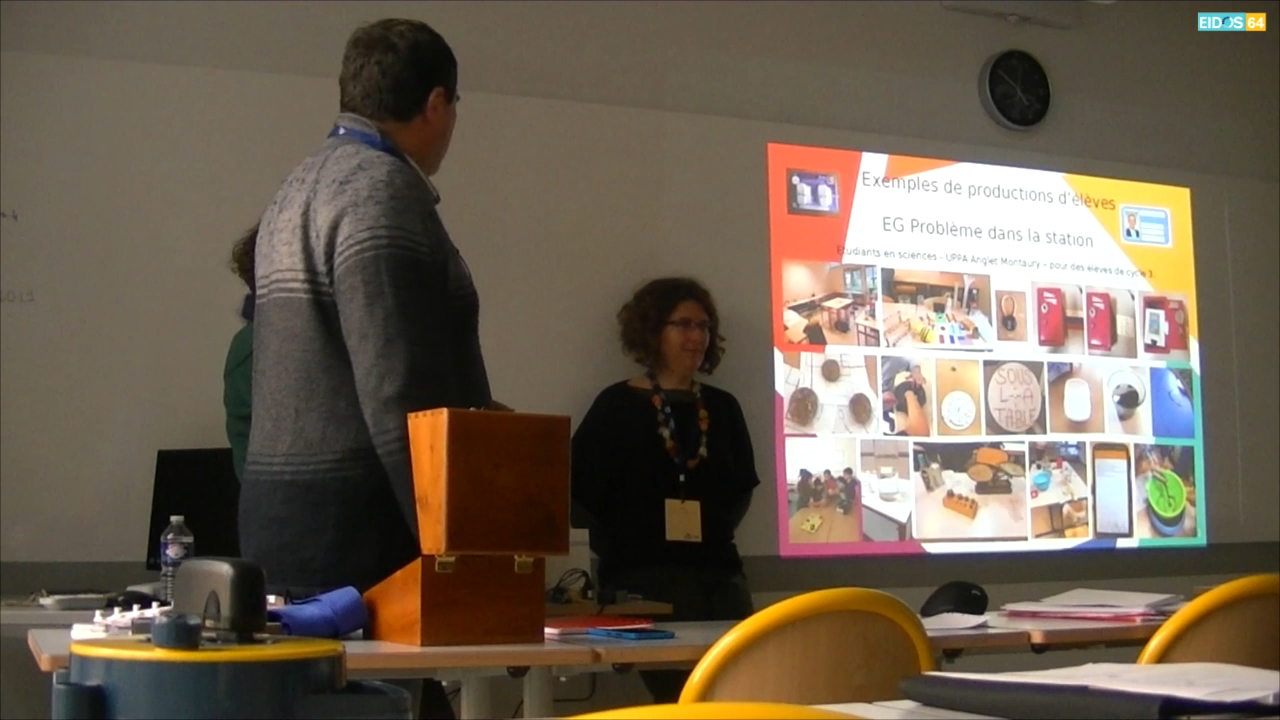 EIDOS 64
Exemples de productions d'élèves
EG Problème dans la station
Etudiants en sciences - UPPA Anglet Montaury - pour des élèves de cycle 3
SOUS
LA
TABLE